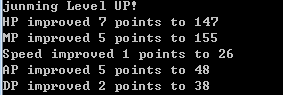 junming Level UP!
HP improved 7 points to 147
MP improved 5 points to 155
Speed improved 1 points to 26
AP improved 5 points to 48
DP improved 2 points to 38